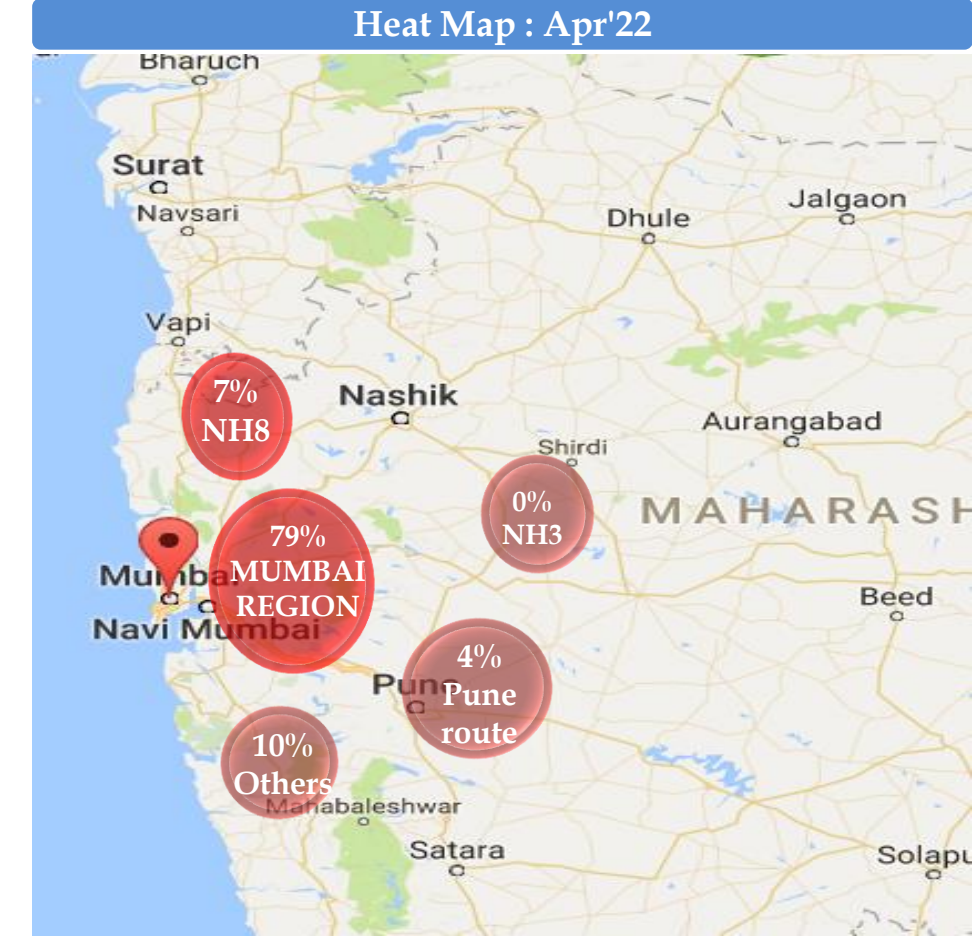 Heat Map : Apr'22
Bharuch
Surat
Navsari
Dhule
Jalgaon
Vapi
7%
NH8
Nashik
Aurangabad
Shirdi
0%
NH3
MAHARASH
79%
MUMBAI
REGION
Mumbai
Navi Mumbai
Beed
4%
Pune
route
Pune
10%
Others
Mahabaleshwar
Satara
Solapu